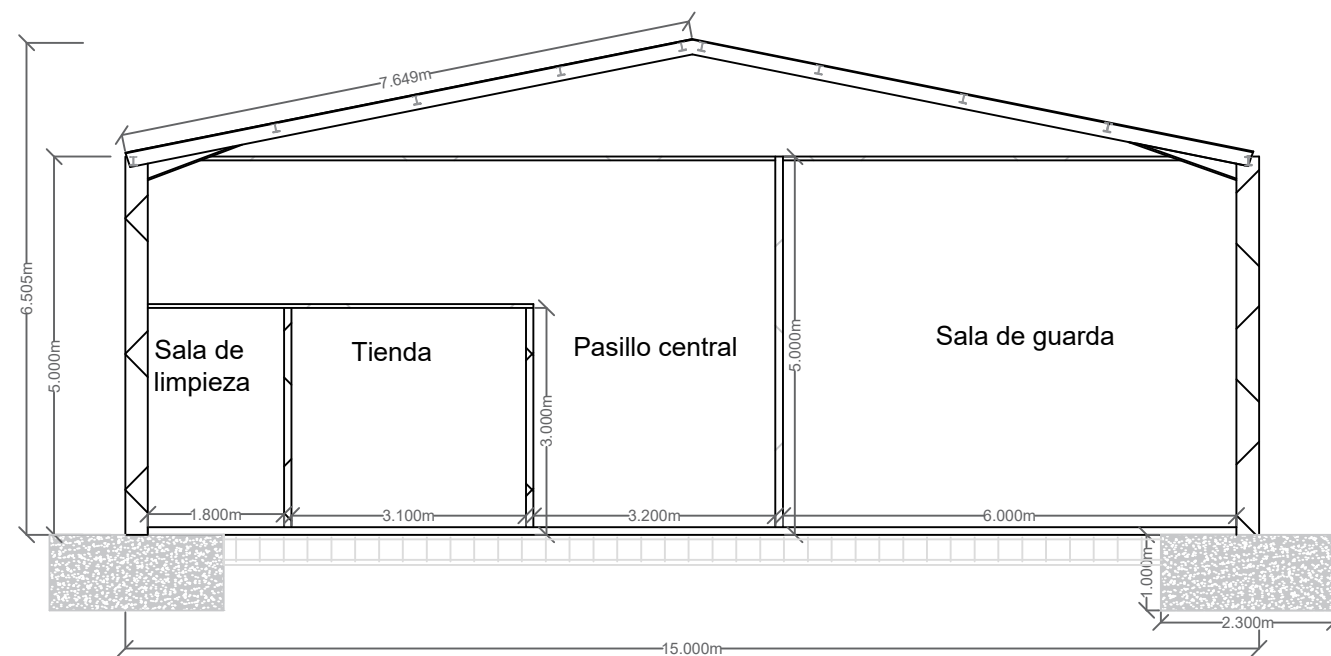 7.649m
6.505m
5.000m
Sala de
limpieza
Tienda
Pasillo central
5.000m
Sala de guarda
3.000m
1.800m
3.100m
3.200m
6.000m
1.000m
2.300m
15.000m